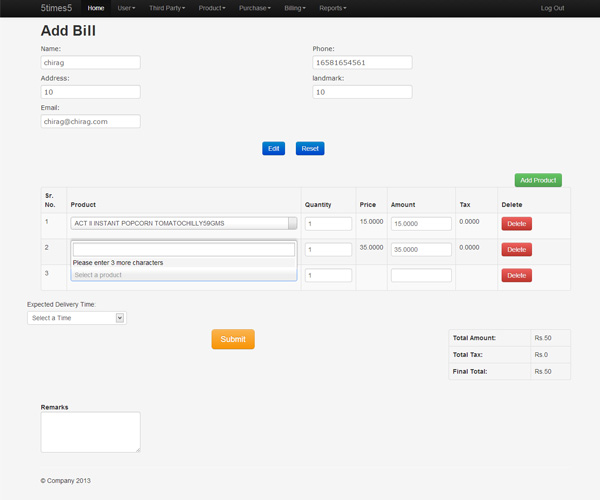 5times5 Home User Third Party Product Purchase Billing Reports Log Out
Add Bill
Name: Phone:
chirag 16581654561
Address: landmark:
10 10
Email:
chirag@chirag.com
Edit Reset
Add Product
Sr. No. Product Quantity Price Amount Tax Delete
1 ACT II INSTANT POPCORN TOMATOCHILLY59GMS 1 15.0000 15.0000 0.0000 Delete
2 1 35.0000 35.0000 0.0000 Delete
Please enter 3 more characters
3 Select a product 1 Delete
Expected Delivery Time:
Select a Time
Submit
Total Amount: Rs.50
Total Tax: Rs.0
Final Total: Rs.50
Remarks
© Company 2013